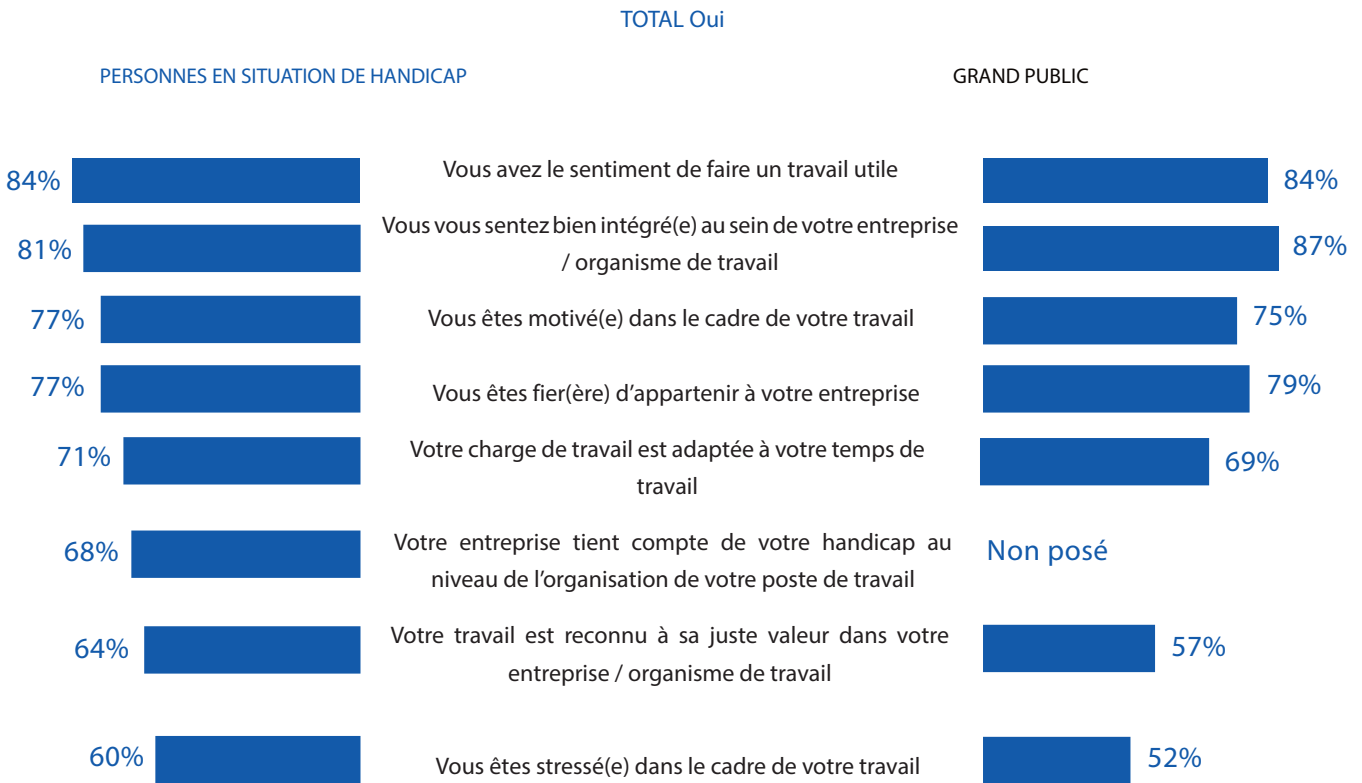 TOTAL Oui
PERSONNES EN SITUATION DE HANDICAP
GRAND PUBLIC
84%
Vous avez le sentiment de faire un travail utile
84%
81%
Vous vous sentez bien intégré(e) au sein de votre entreprise
/ organisme de travail
87%
77%
Vous êtes motivé(e) dans le cadre de votre travail
75%
77%
Vous êtes fier(ère) d’appartenir à votre entreprise
79%
71%
Votre charge de travail est adaptée à votre temps de
travail
69%
68%
Votre entreprise tient compte de votre handicap au
niveau de l’organisation de votre poste de travail
Non posé
64%
Votre travail est reconnu à sa juste valeur dans votre
entreprise / organisme de travail
57%
60%
Vous êtes stressé(e) dans le cadre de votre travail
52%